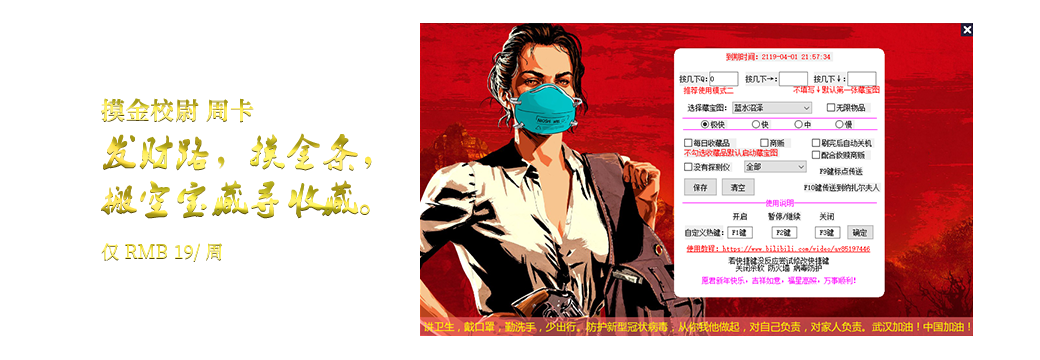 摸金校尉 周卡
发财路，摸金条，
搬空宝藏寻收藏。
仅 RMB 19/ 周
到期时间：2119-04-01 21:57:34
按几下Q: 0 按几下→: 按几下↓:
推荐使用模式二 不填写↓默认第一张藏宝图
选择藏宝图： 蓝水沼泽 无限物品
极快 快 中 慢
每日收藏品 商贩 刷完后自动关机
不勾选收藏品默认启动藏宝图 配合铁赎商贩
没有探测仪 全部 F9键标点传送
保存 清空 F10键传送到纳扎尔夫人
使用说明
开启 暂停/继续 关闭
自定义热键： F1键 F2键 F3键 确定
使用教程：https://www.bilibili.com/video/av85197446
若快捷键没反应尝试修改快捷键
关闭杀软 防火墙 病毒防护
愿君新年快乐，吉祥如意，福星高照，万事顺利！
讲卫生，戴口罩，勤洗手，少出行。防护新型冠状病毒，从你我他做起，对自己负责，对家人负责。武汉加油！中国加油！